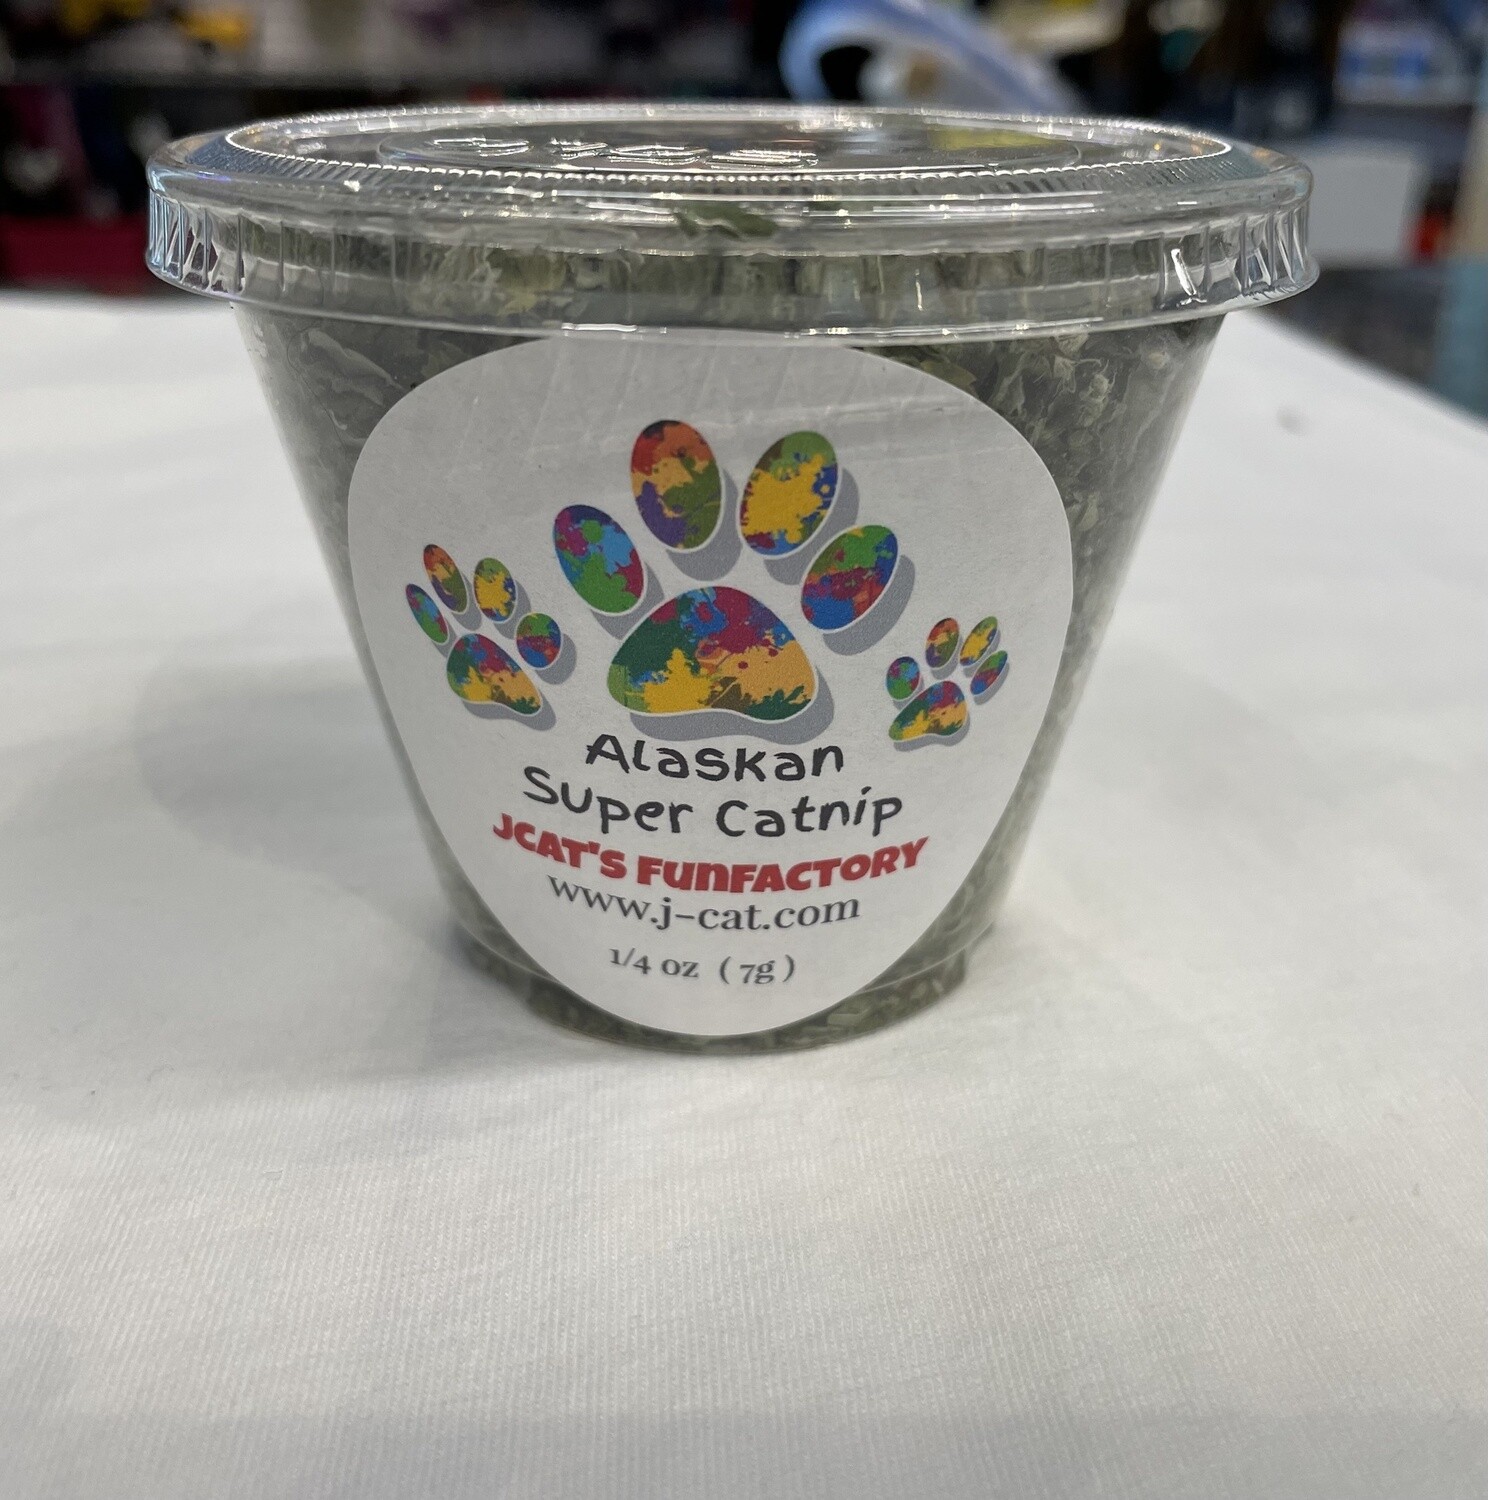 Alaskan
Super Catnip
JCAT'S FUNFACTORY
www.j-cat.com
1/4 oz ( 7g )